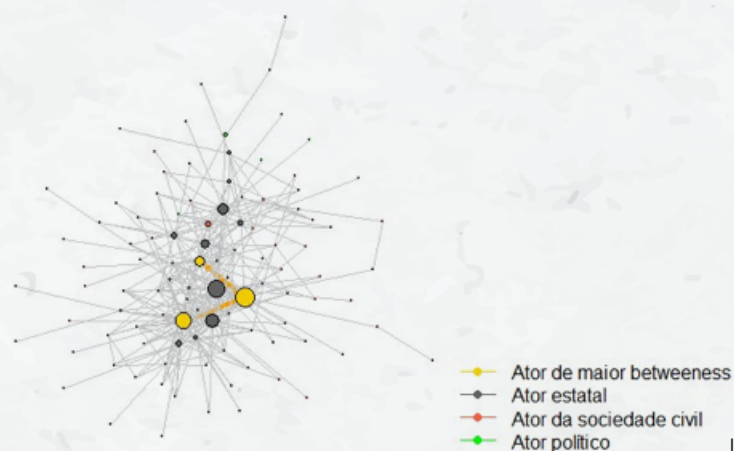 Ator de maior betweeness
Ator estatal
Ator da sociedade civil
Ator político